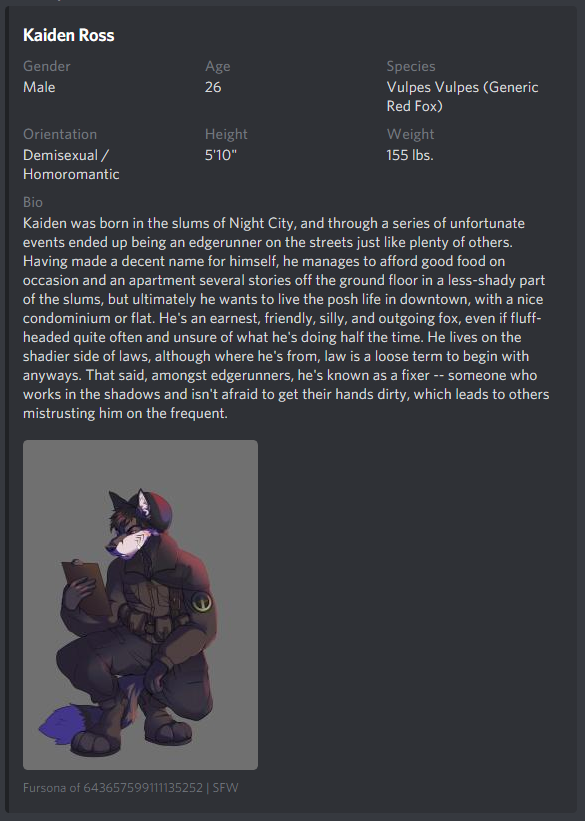 Kaiden Ross
Gender Age Species
Male 26 Vulpes Vulpes (Generic
Red Fox)
Orientation Height Weight
Demisexual / 5'10" 155 lbs.
Homoromantic
Bio
Kaiden was born in the slums of Night City, and through a series of unfortunate
events ended up being an edgerunner on the streets just like plenty of others.
Having made a decent name for himself, he manages to afford good food on
occasion and an apartment several stories off the ground floor in a less-shady part
of the slums, but ultimately he wants to live the posh life in downtown, with a nice
condominium or flat. He's an earnest, friendly, silly, and outgoing fox, even if fluff-
headed quite often and unsure of what he's doing half the time. He lives on the
shadier side of laws, although where he's from, law is a loose term to begin with
anyways. That said, amongst edgerunners, he's known as a fixer -- someone who
works in the shadows and isn't afraid to get their hands dirty, which leads to others
mistrusting him on the frequent.
Fursona of 643657599111135252 | SFW